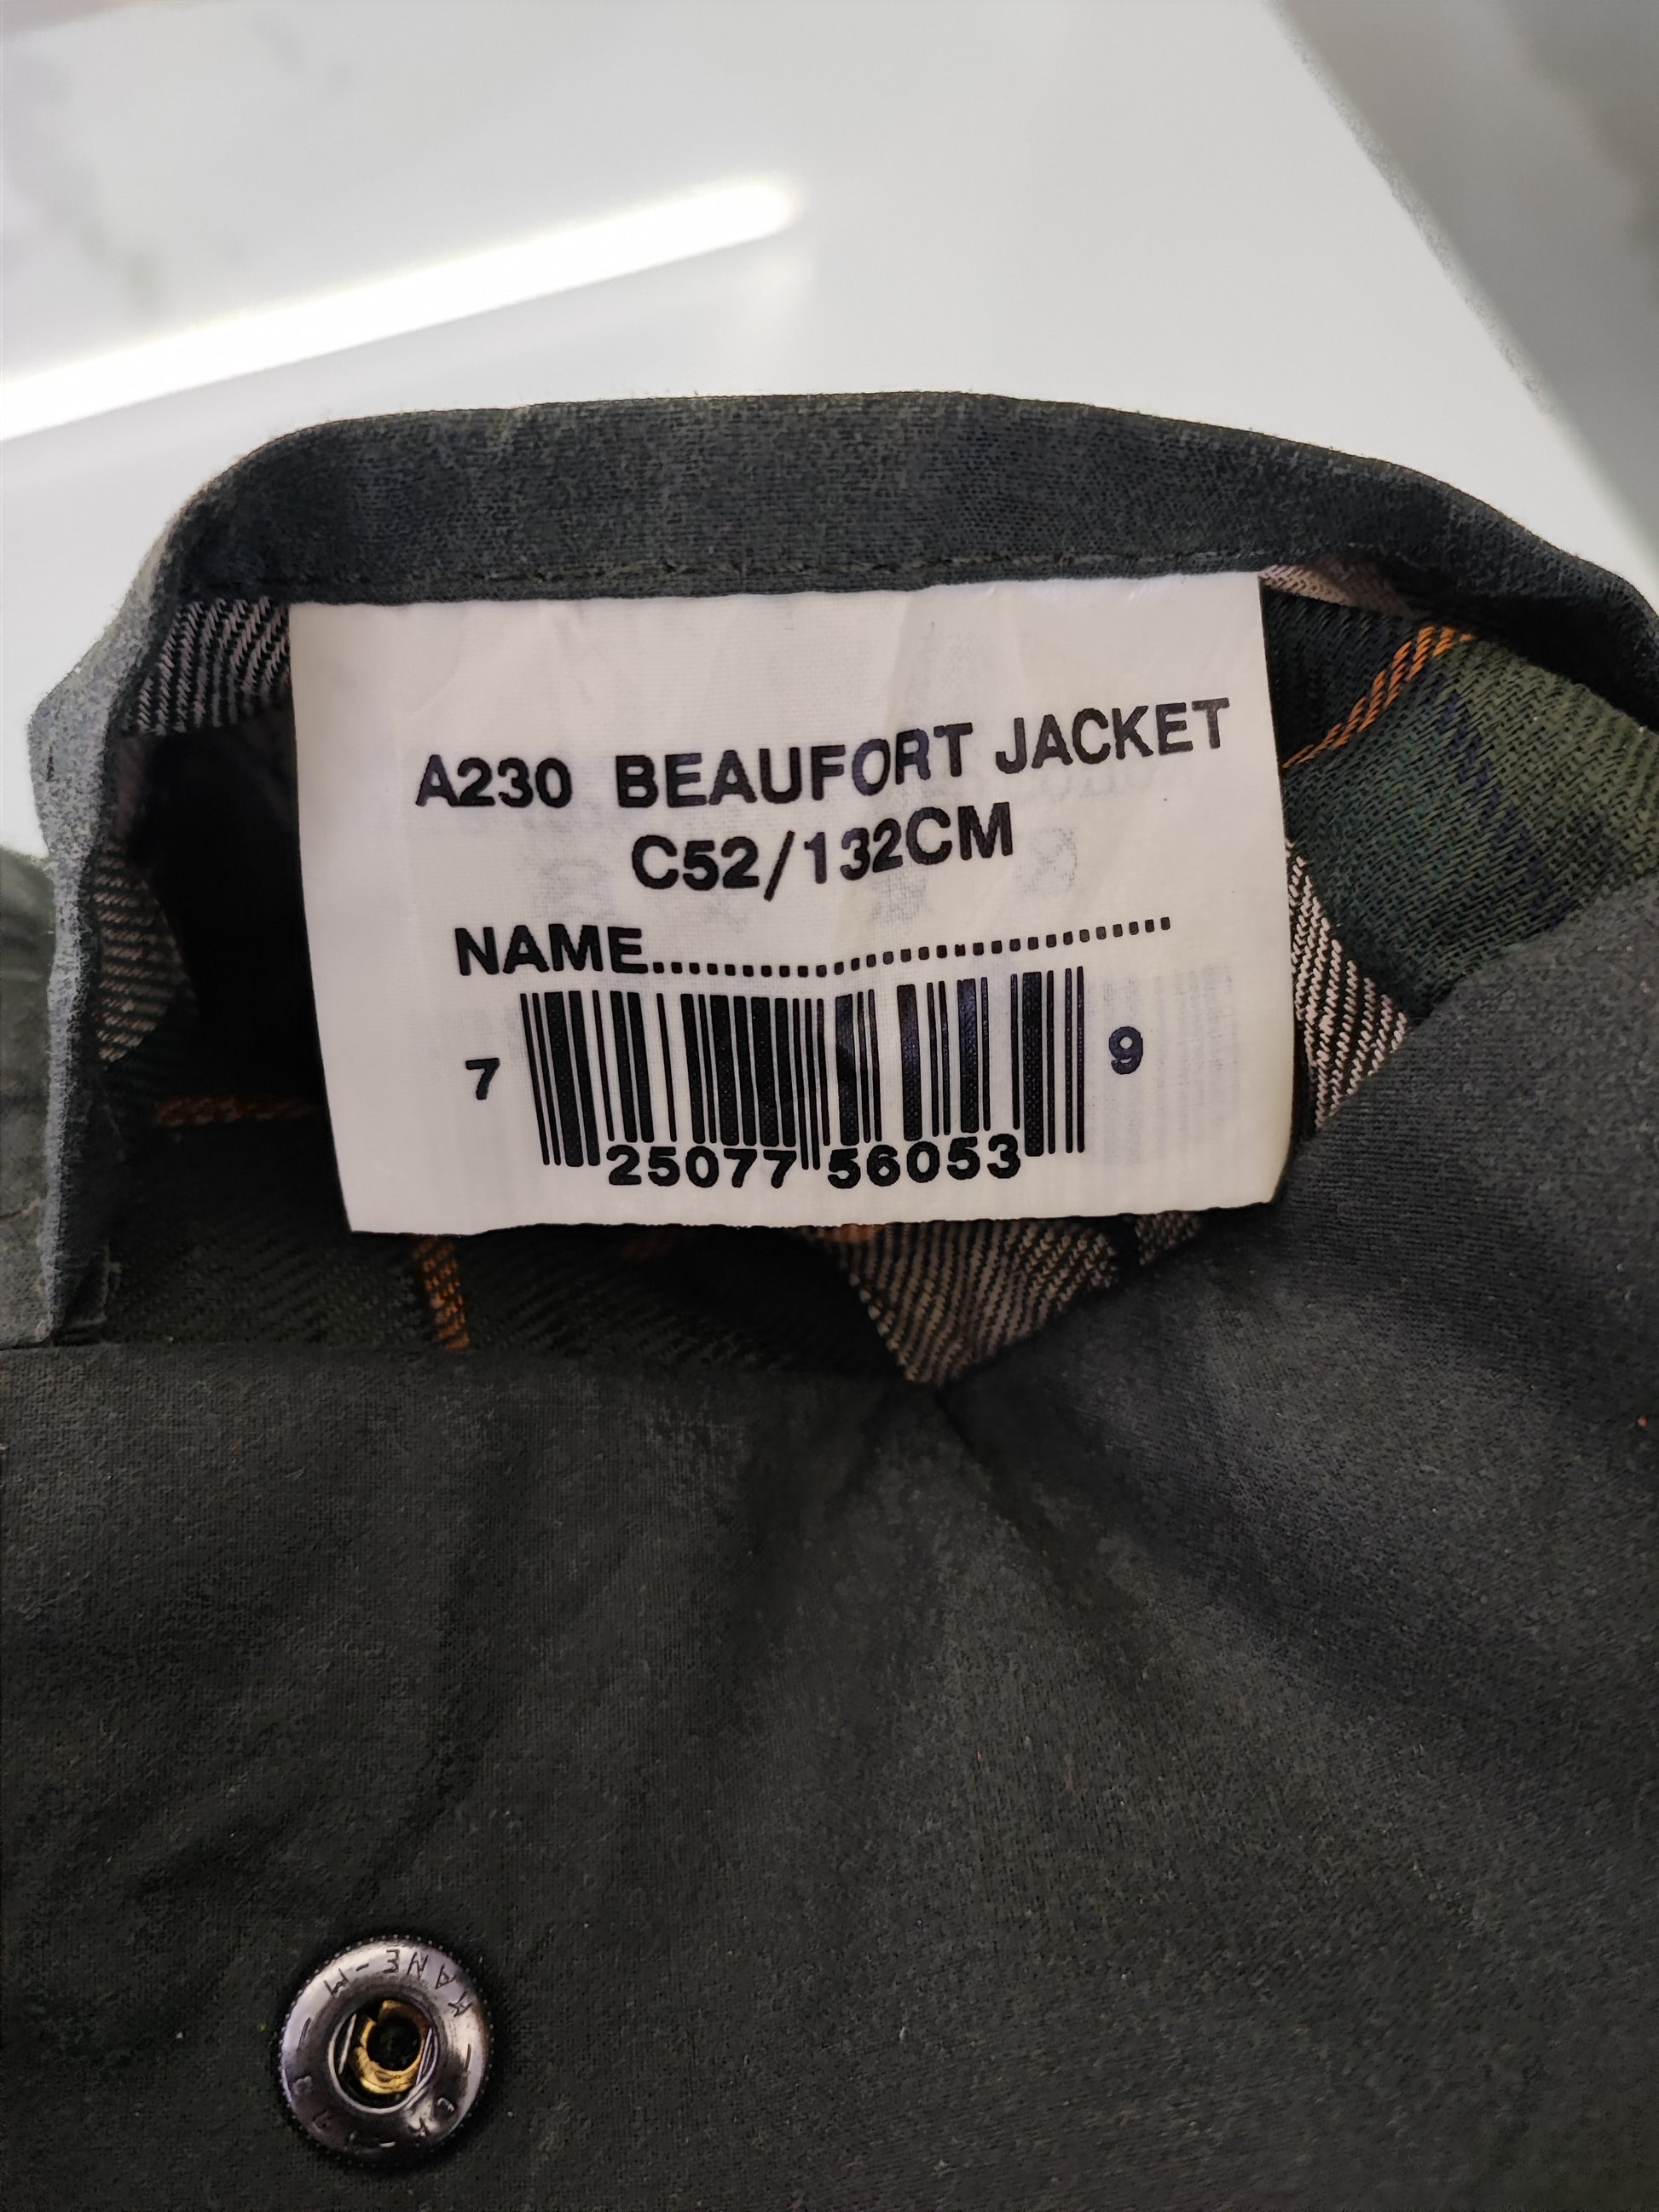 A230 BEAUFORT JACKET
C52/132CM
NAME........................................
7 25077 56053 9